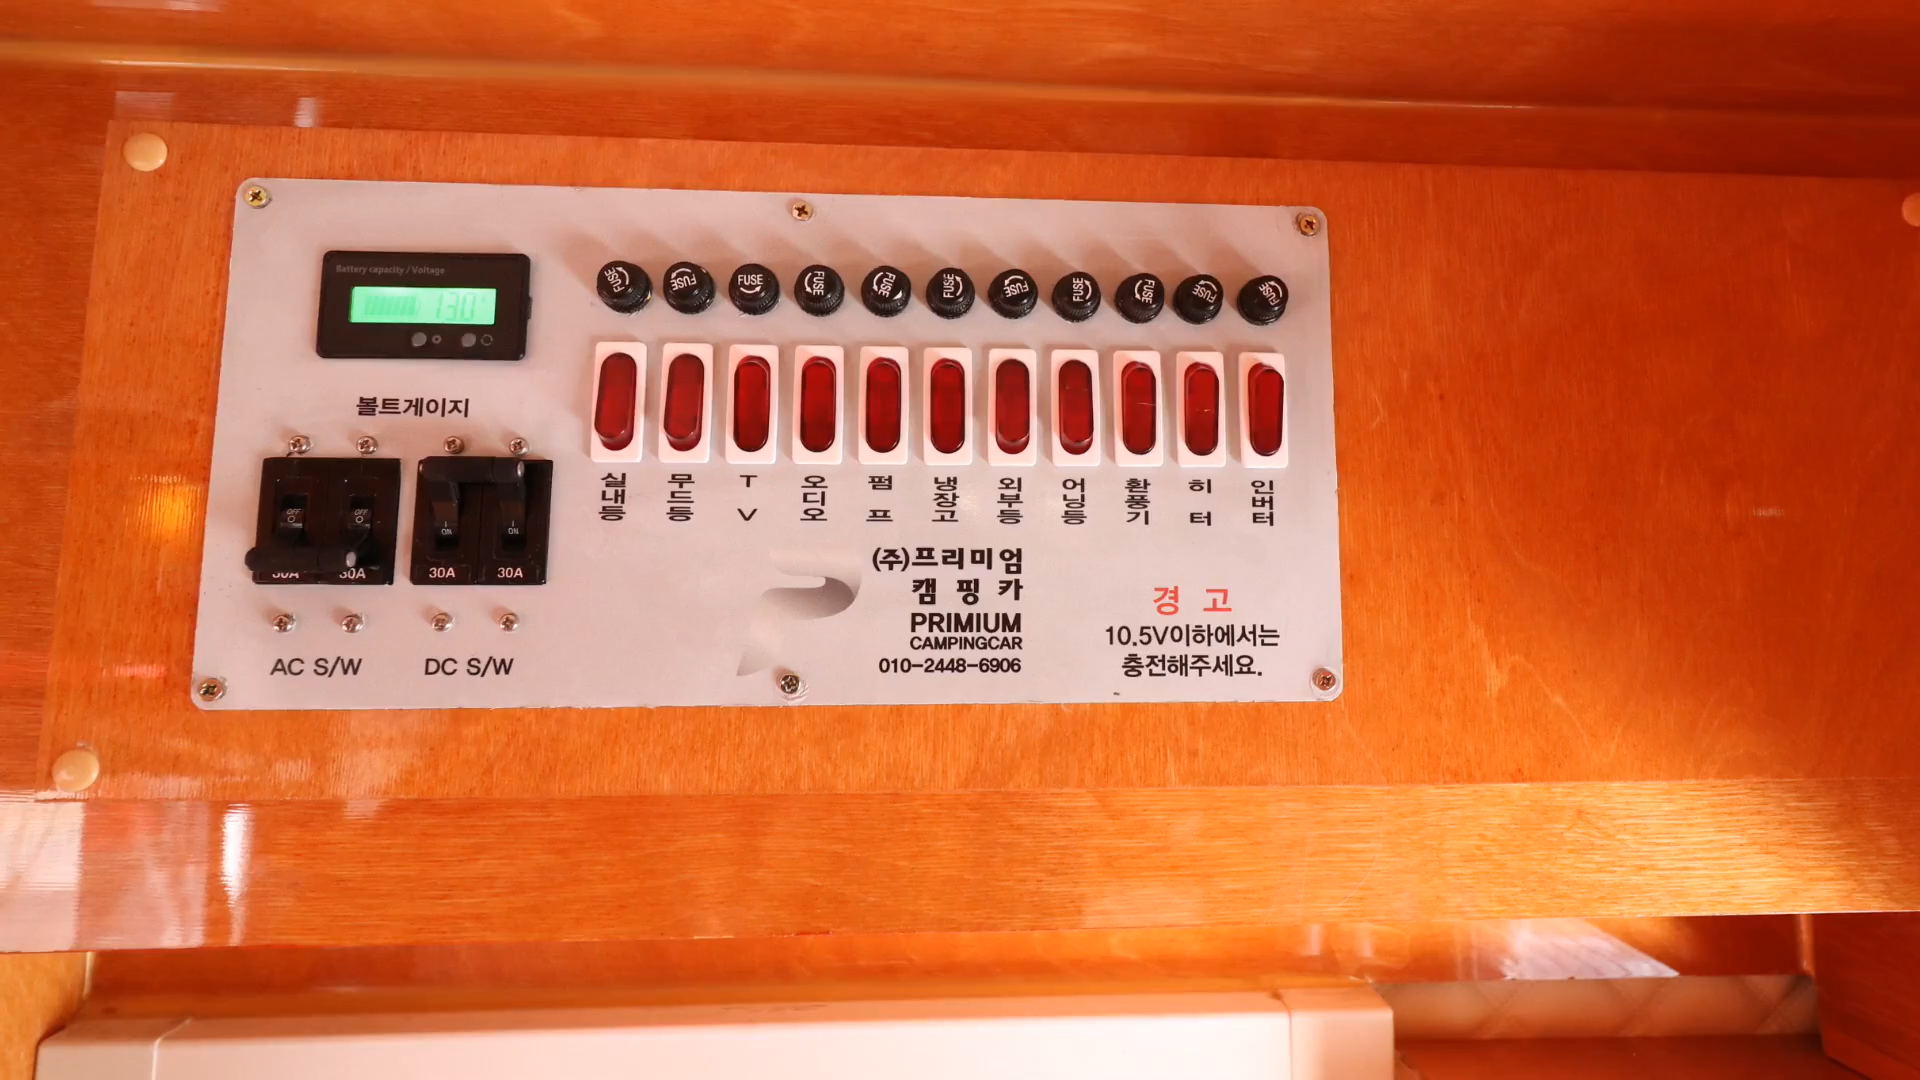 Battery capacity / Voltage
13.0
볼트게이지
FUSE FUSE FUSE FUSE FUSE FUSE FUSE FUSE FUSE FUSE FUSE
실내등 무드등 TV 오디오 펌프 냉장고 외부등 어닝등 환풍기 히터 인버터
OFF OFF ON ON
30A 30A 30A 30A
AC S/W DC S/W
(주)프리미엄
캠핑카
PRIMIUM
CAMPINGCAR
010-2448-6906
경고
10.5V이하에서는
충전해주세요.